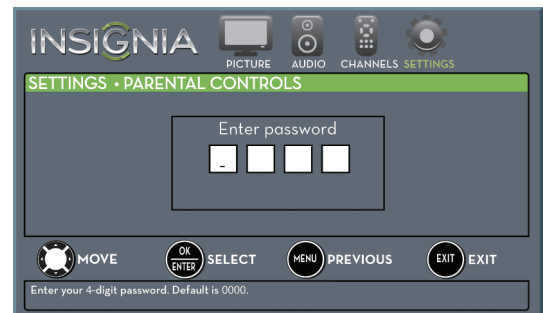 INSIGNIA
PICTURE AUDIO CHANNELS SETTINGS
SETTINGS • PARENTAL CONTROLS
Enter password
-
MOVE OK ENTER SELECT MENU PREVIOUS EXIT EXIT
Enter your 4-digit password. Default is 0000.